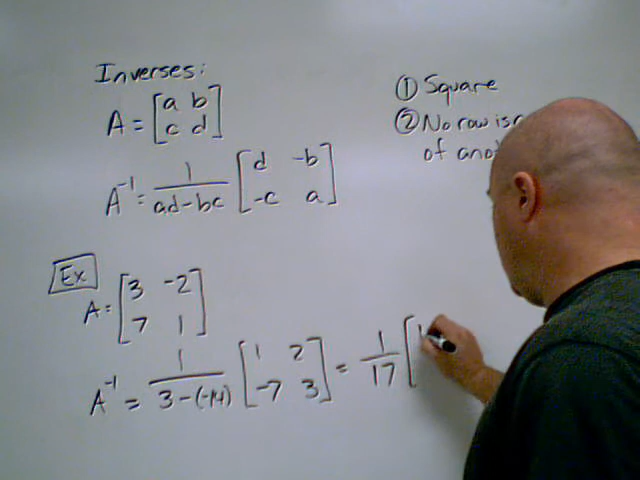 Inverses:
A = [a b
c d]
A⁻¹ = 1/(ad-bc) [d -b
-c a]
① Square
② No row is
of
Ex
A = [3 -2
7 1]
A⁻¹ = 1/(3-(-14)) [1 2
-7 3] = 1/17 [